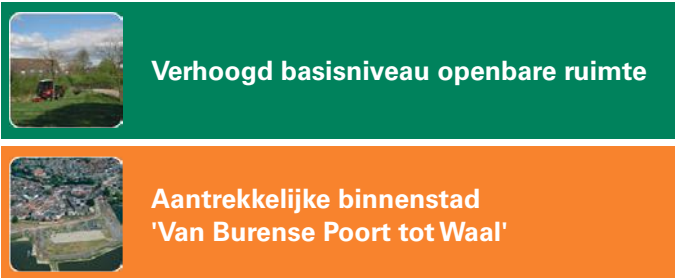 Verhoogd basisniveau openbare ruimte
Aantrekkelijke binnenstad
'Van Burense Poort tot Waal'